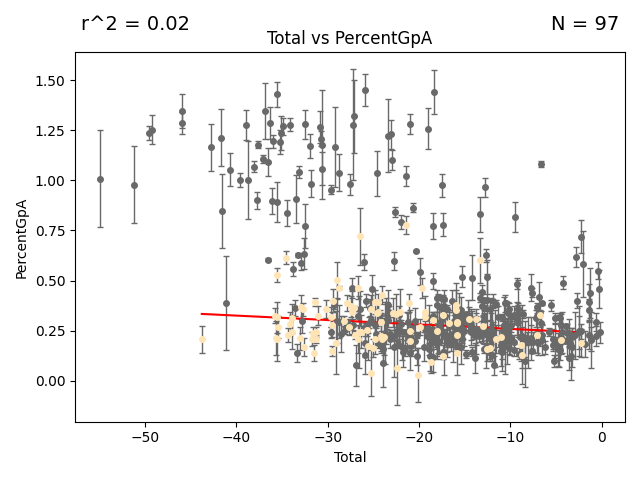 r^2 = 0.02
N = 97
Total vs PercentGpA
PercentGpA
1.50
1.25
1.00
0.75
0.50
0.25
0.00
−50
−40
−30
−20
−10
0
Total